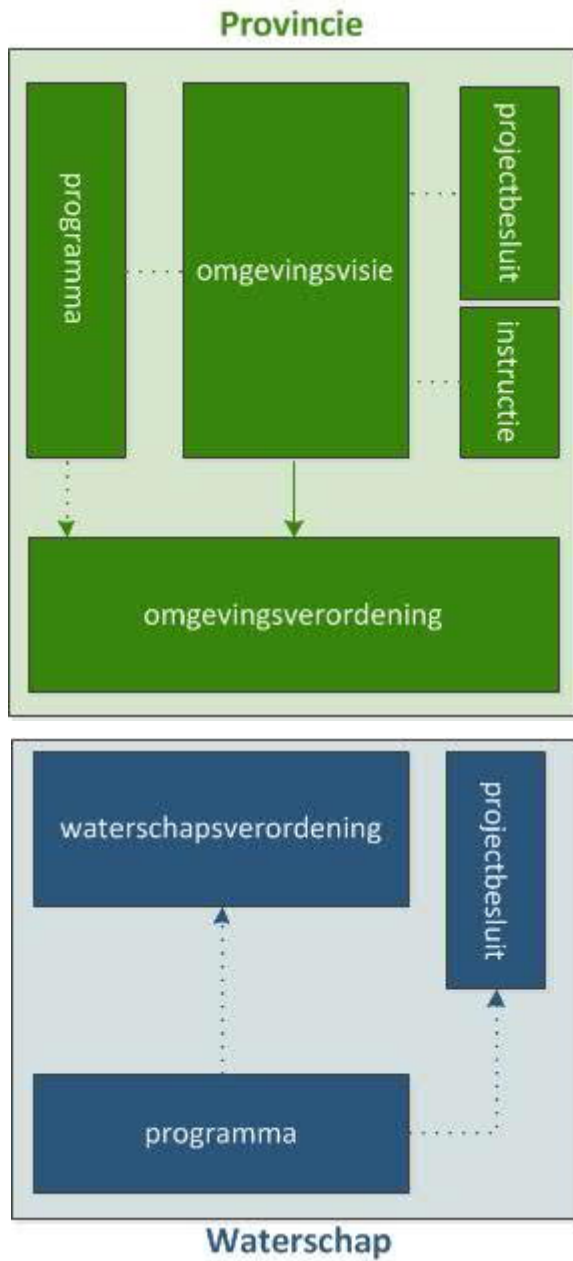 Provincie
programma
omgevingsvisie
projectbesluit
instructie
omgevingsverordening
waterschapsverordening
projectbesluit
programma
Waterschap